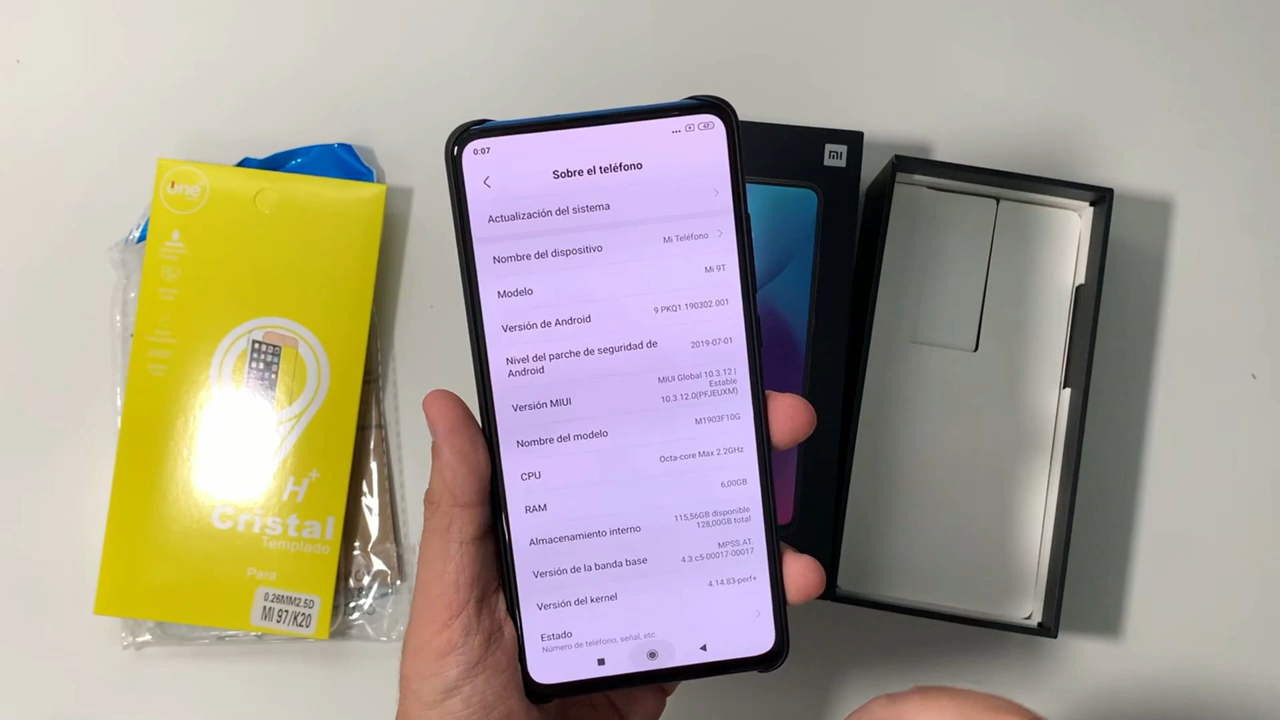 one
H+
Cristal
Templado
Para
0.26MM2.5D
MI 97/K20
0:07
42
Sobre el teléfono
Actualización del sistema
Nombre del dispositivo
Mi Teléfono
Modelo
Mi 9T
Versión de Android
9 PKQ1.190302.001
Nivel del parche de seguridad de
Android
2019-07-01
Versión MIUI
MIUI Global 10.3.12 |
Estable
10.3.12.0(PFJEUXM)
Nombre del modelo
M1903F10G
CPU
Octa-core Max 2.2GHz
RAM
6,00GB
Almacenamiento interno
115,56GB disponible
128,00GB total
Versión de la banda base
MPSS.AT.
4.3.c5-00017-00017
Versión del kernel
4.14.83-perf+
Estado
Número de teléfono, señal, etc.
mi